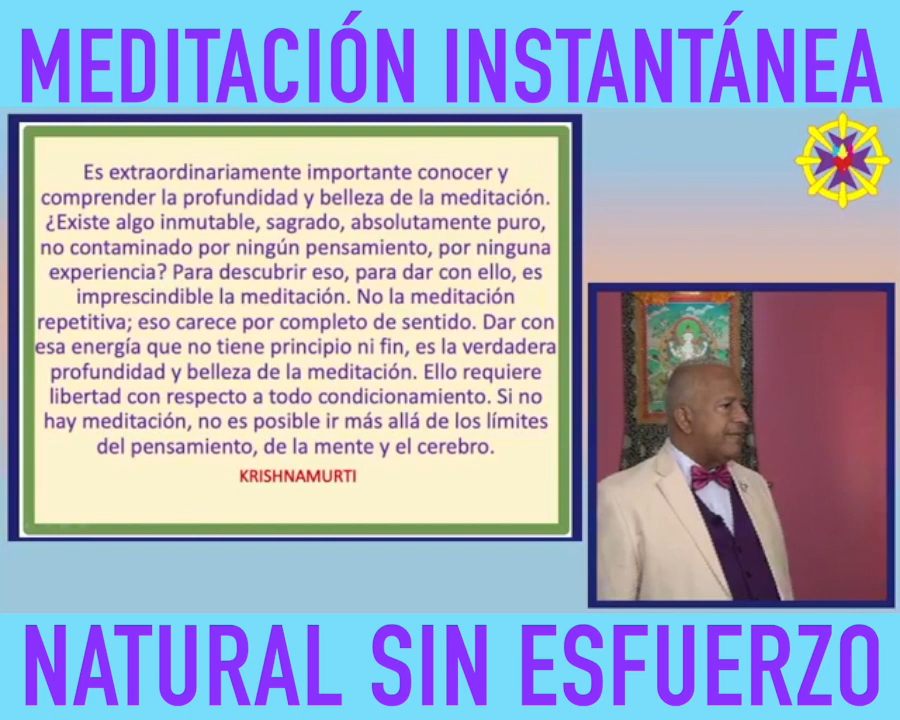 MEDITACIÓN INSTANTÁNEA
Es extraordinariamente importante conocer y
comprender la profundidad y belleza de la meditación.
¿Existe algo inmutable, sagrado, absolutamente puro,
no contaminado por ningún pensamiento, por ninguna
experiencia? Para descubrir eso, para dar con ello, es
imprescindible la meditación. No la meditación
repetitiva; eso carece por completo de sentido. Dar con
esa energía que no tiene principio ni fin, es la verdadera
profundidad y belleza de la meditación. Ello requiere
libertad con respecto a todo condicionamiento. Si no
hay meditación, no es posible ir más allá de los límites
del pensamiento, de la mente y el cerebro.
KRISHNAMURTI
NATURAL SIN ESFUERZO